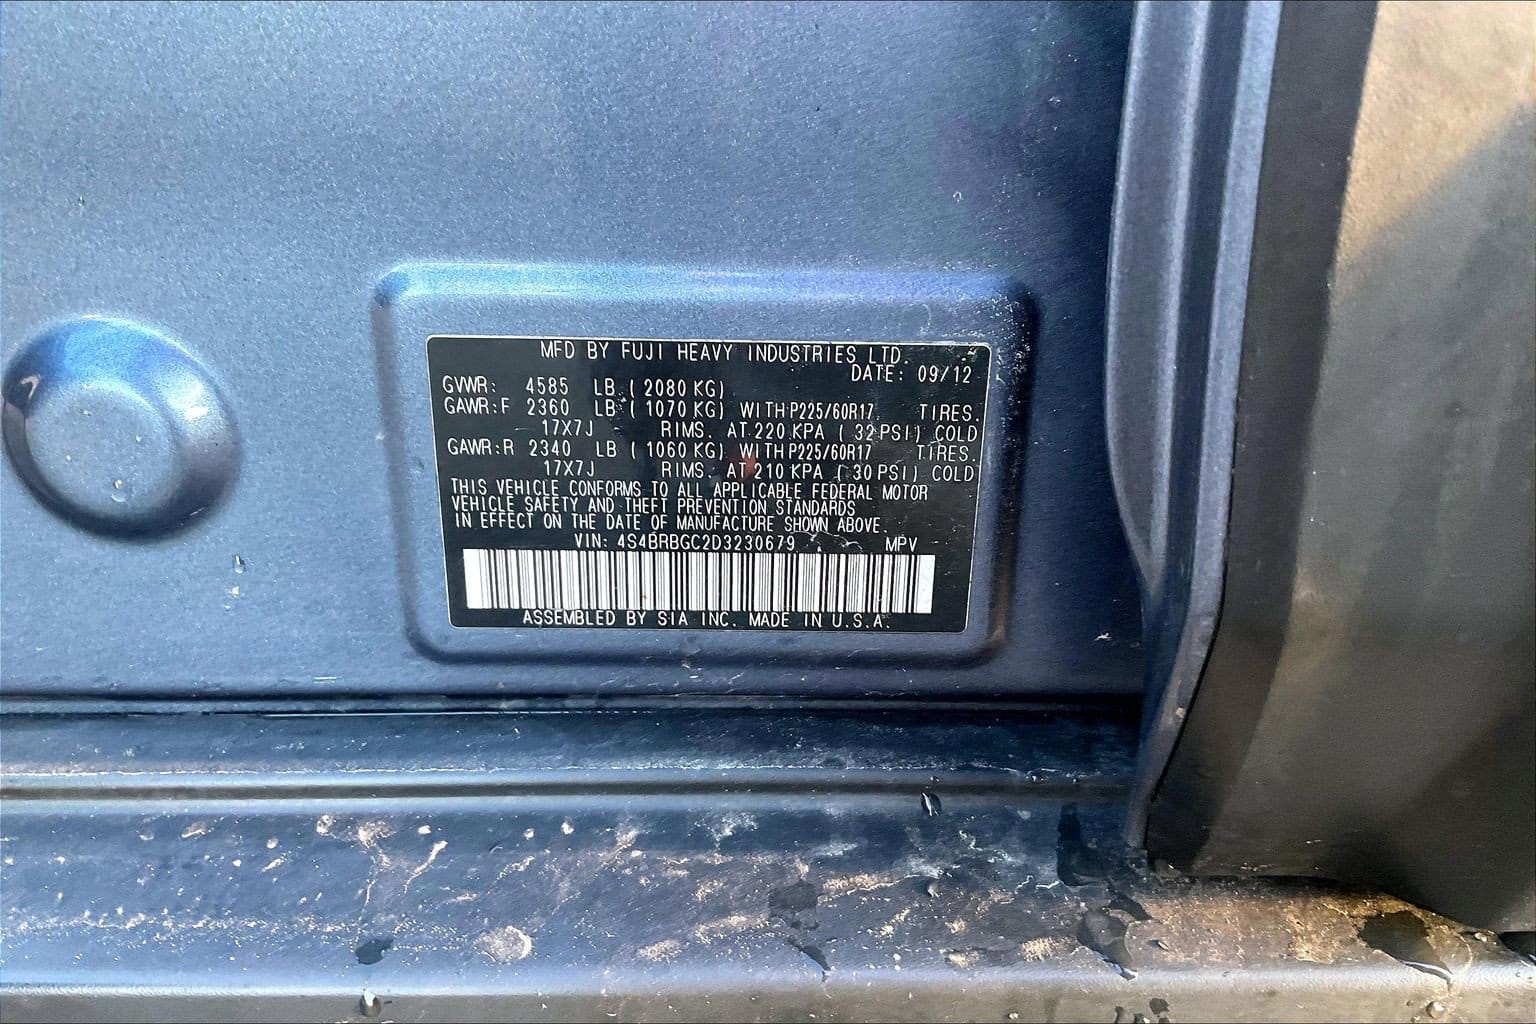 MFD BY FUJI HEAVY INDUSTRIES LTD.
DATE: 09/12
GVWR: 4585 LB ( 2080 KG)
GAWR:F 2360 LB ( 1070 KG) WITH P225/60R17 TIRES.
17X7J RIMS. AT 220 KPA ( 32 PSI) COLD
GAWR:R 2340 LB ( 1060 KG) WITH P225/60R17 TIRES.
17X7J RIMS. AT 210 KPA ( 30 PSI) COLD
THIS VEHICLE CONFORMS TO ALL APPLICABLE FEDERAL MOTOR
VEHICLE SAFETY AND THEFT PREVENTION STANDARDS
IN EFFECT ON THE DATE OF MANUFACTURE SHOWN ABOVE.
VIN: 4S4BRBGC2D3230679 MPV
ASSEMBLED BY SIA INC. MADE IN U.S.A.